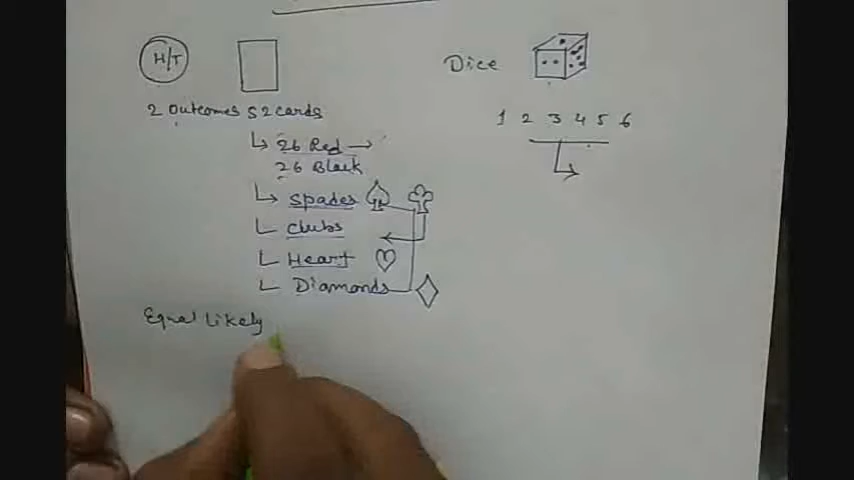 H/T
Dice
2 Outcomes 52 cards
1 2 3 4 5 6
26 Red
26 Black
Spades
Clubs
Heart
Diamonds
Equal likely